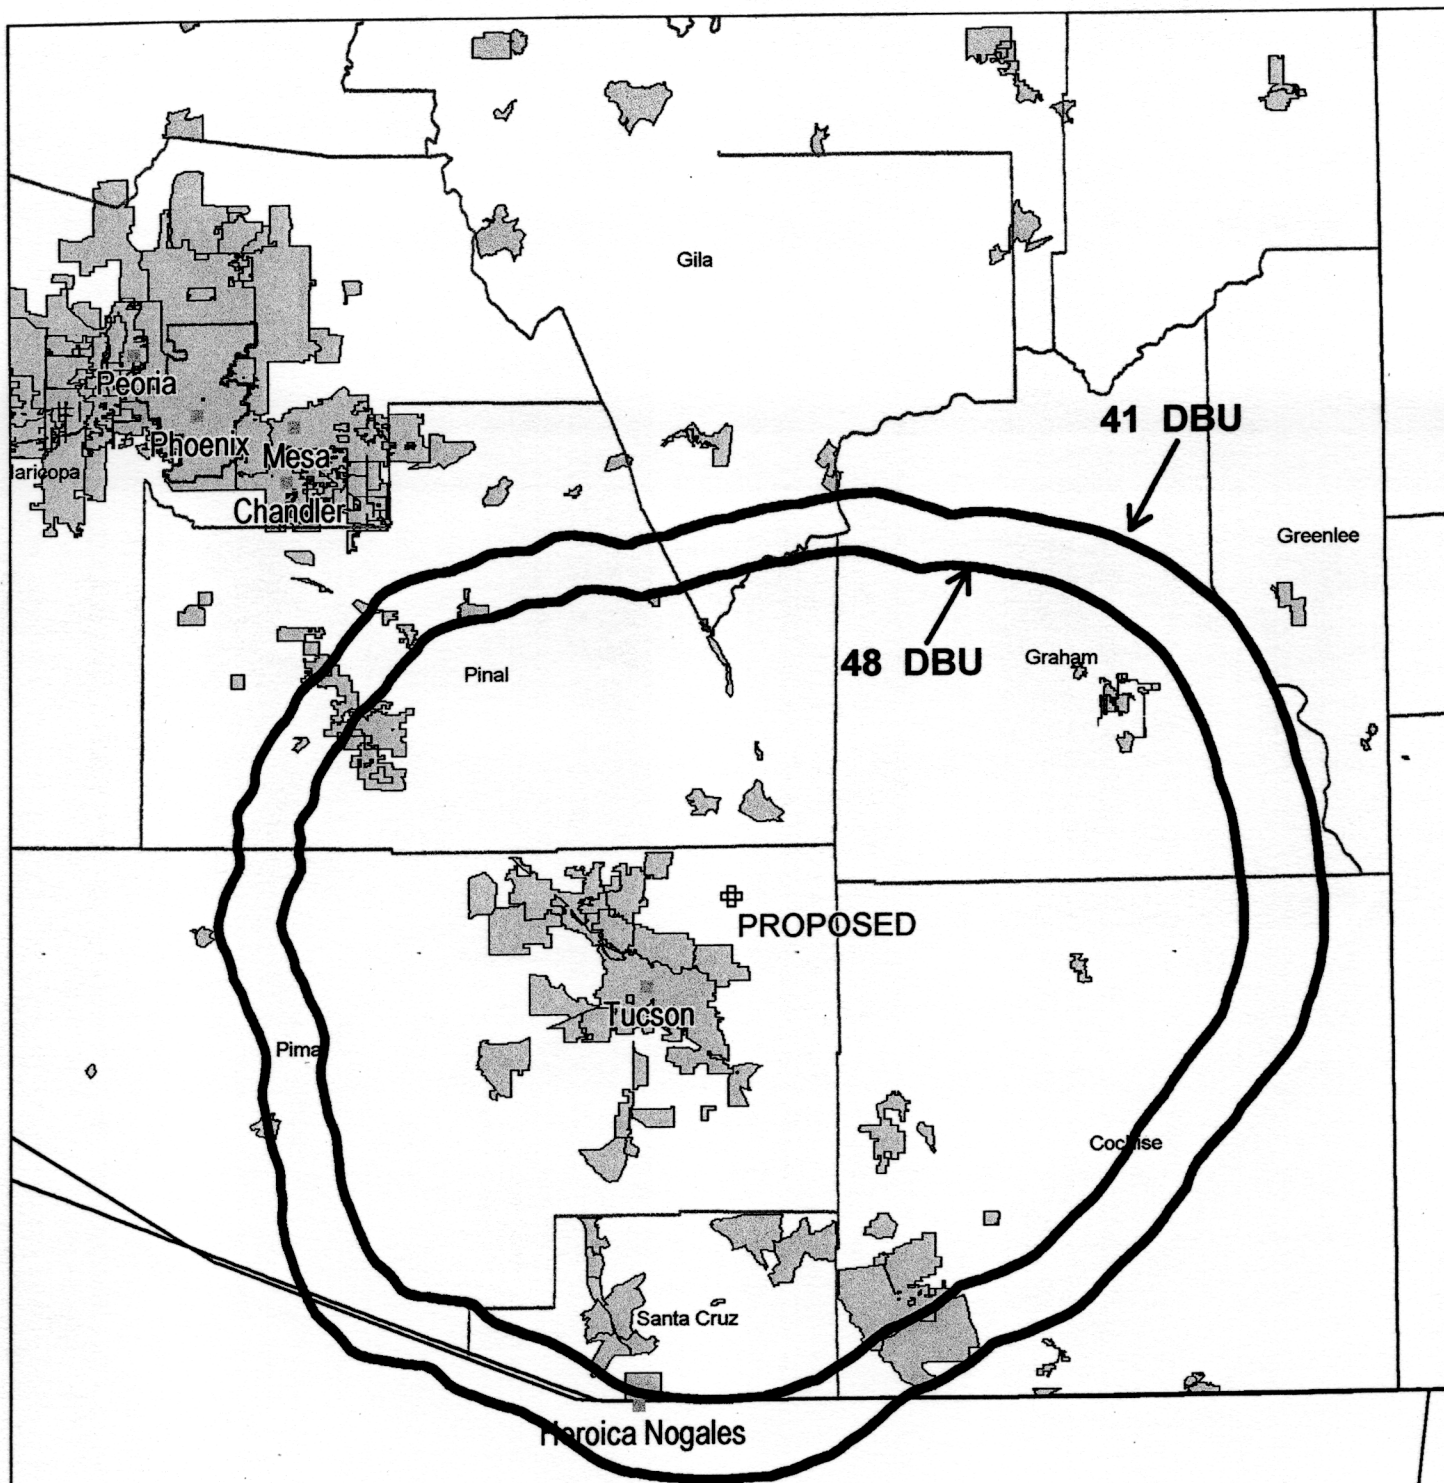 Gila
Peoria
41 DBU
Phoenix
Mesa
laricopa
Chandler
Greenlee
48 DBU
Graham
Pinal
PROPOSED
Tucson
Pima
Cochise
Santa Cruz
Heroica Nogales